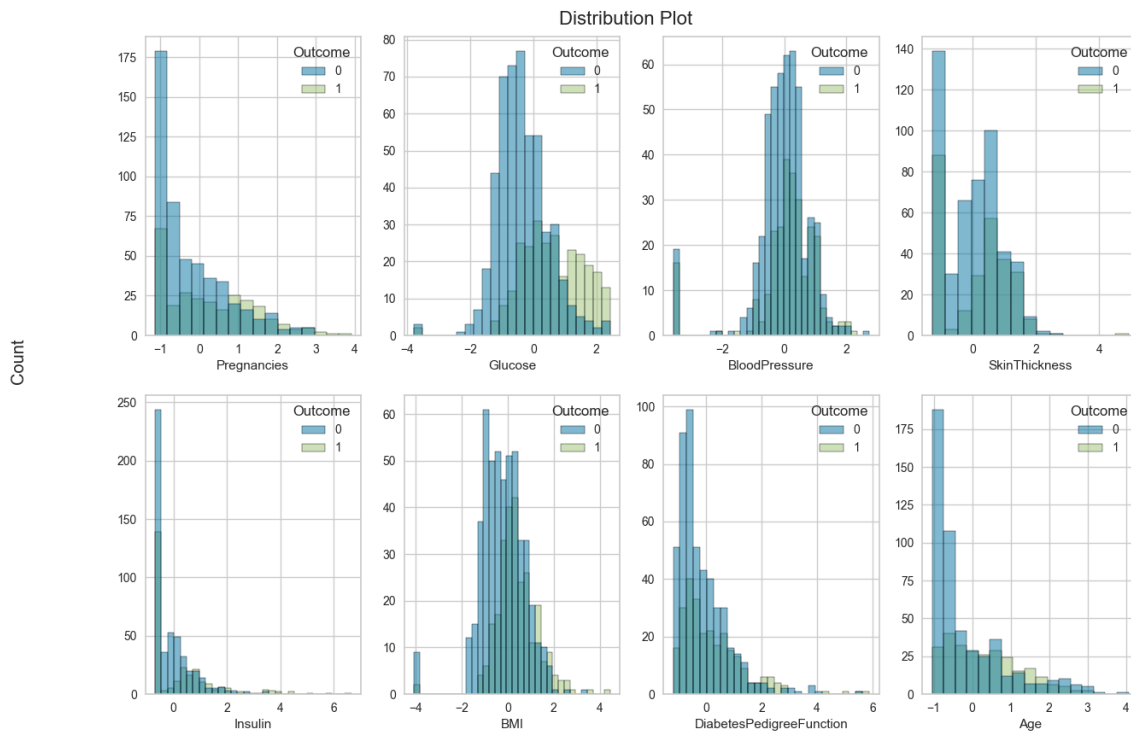 Distribution Plot
Count
175
150
125
100
75
50
25
0
−1 0 1 2 3 4
Pregnancies
Outcome
0
1
80
70
60
50
40
30
20
10
0
−4 −2 0 2
Glucose
Outcome
0
1
60
50
40
30
20
10
0
−2 0 2
BloodPressure
Outcome
0
1
140
120
100
80
60
40
20
0
0 2 4
SkinThickness
Outcome
0
1
250
200
150
100
50
0
0 2 4 6
Insulin
Outcome
0
1
60
50
40
30
20
10
0
−4 −2 0 2 4
BMI
Outcome
0
1
100
80
60
40
20
0
0 2 4 6
DiabetesPedigreeFunction
Outcome
0
1
175
150
125
100
75
50
25
0
−1 0 1 2 3 4
Age
Outcome
0
1